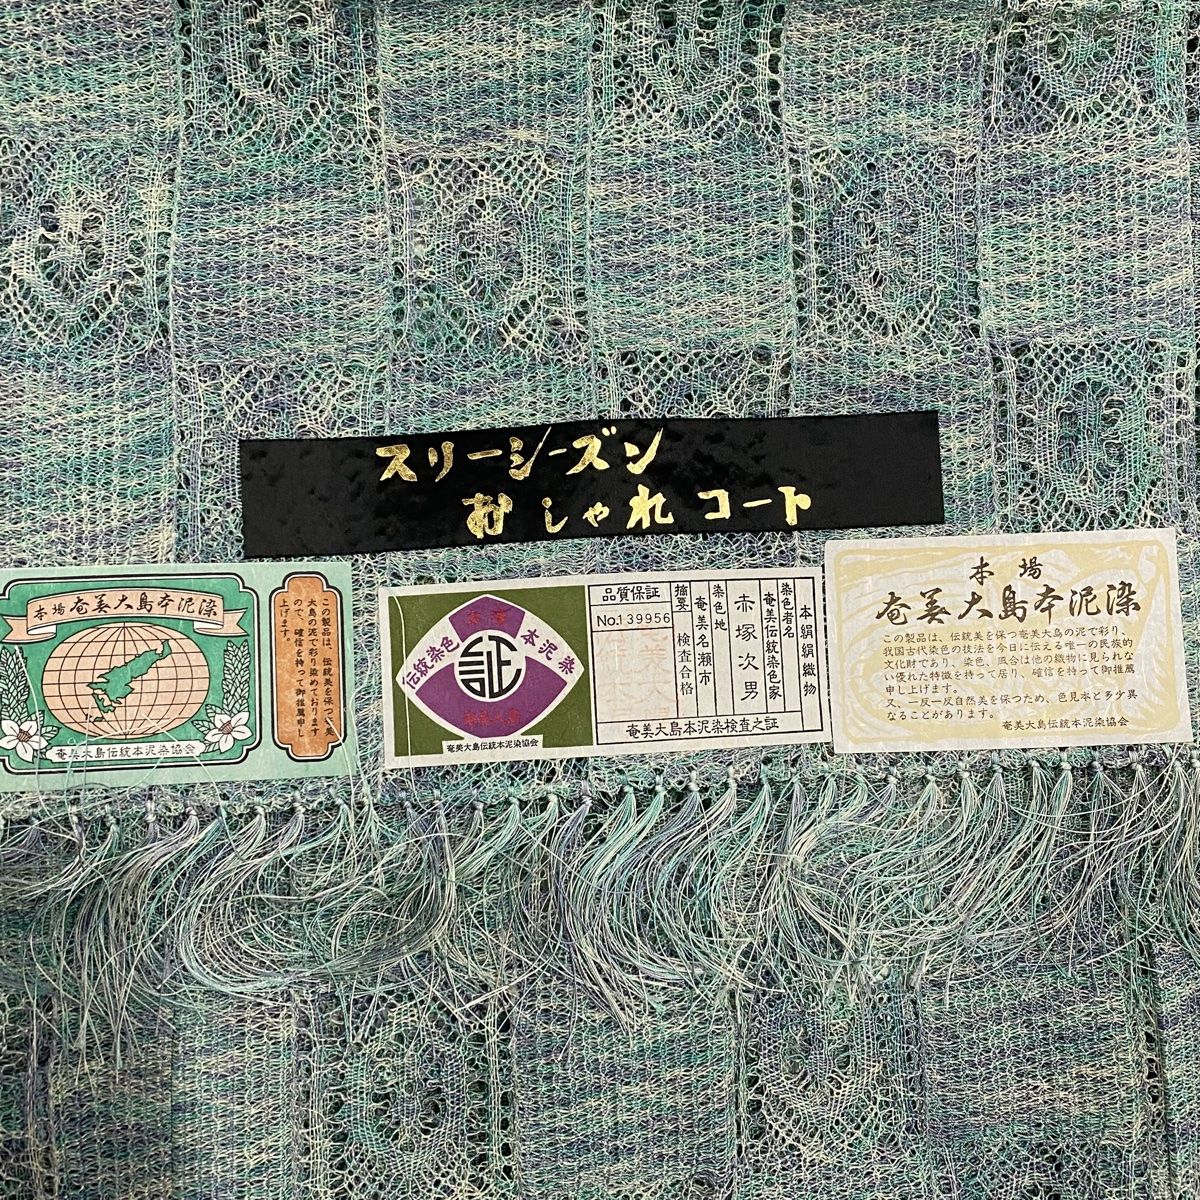 スリーシーズン
おしゃれコート
本場奄美大島本泥染
この製品は、伝統美を保つ奄美
大島の泥で彩り染めております
ので、確信を持って御推薦申し
上げます。
奄美大島伝統本泥染協会
伝統染色
本場
本泥染
証
奄美大島
奄美大島伝統本泥染協会
品質保証
No.139956
本絹絹織物
染色者名
奄美伝統染色家
赤塚次男
染色地
奄美名瀬市
摘要
検査合格
奄美大島本泥染検査之証
本場
奄美大島本泥染
この製品は、伝統美を保つ奄美大島の泥で彩り、
我国古代染色の技法を今日に伝える唯一の民族的
文化財であり、染色、風合は他の織物に見られな
い優れた特徴を持って居り、確信を持って御推薦
申し上げます。
又、一反一反自然美を保つため、色見本と多少異
なることがあります。
奄美大島伝統本泥染協会